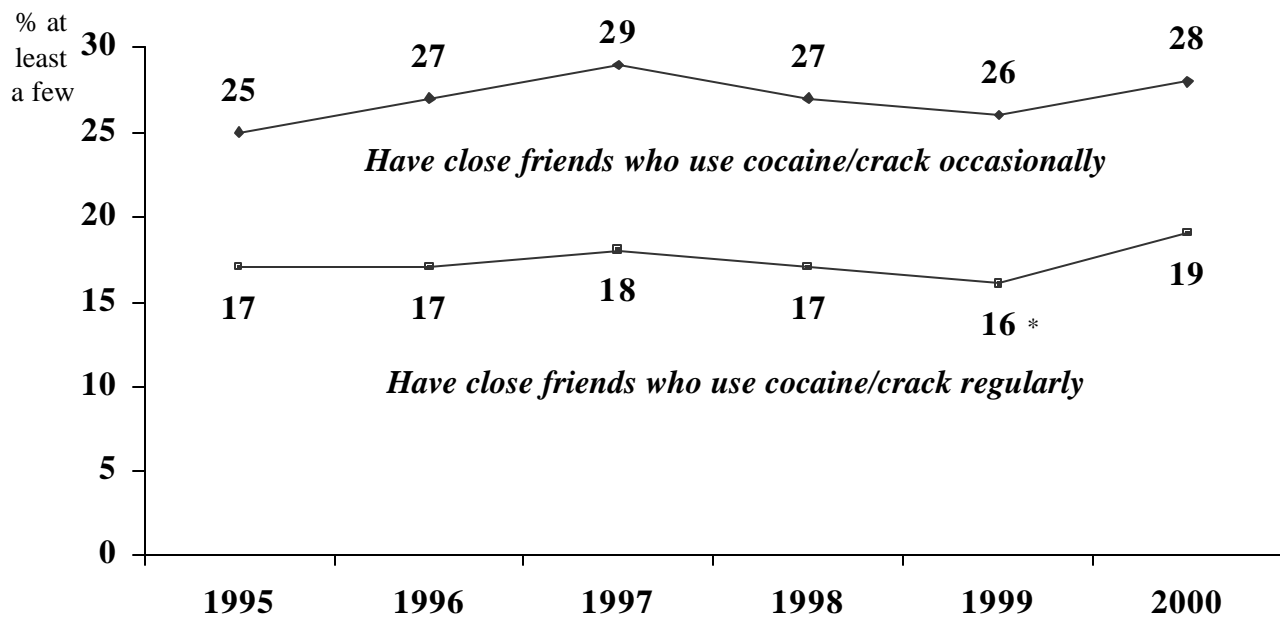 % at
least
a few
30
25
20
15
10
5
0
25 27 29 27 26 28
Have close friends who use cocaine/crack occasionally
17 17 18 17 16 * 19
Have close friends who use cocaine/crack regularly
1995 1996 1997 1998 1999 2000